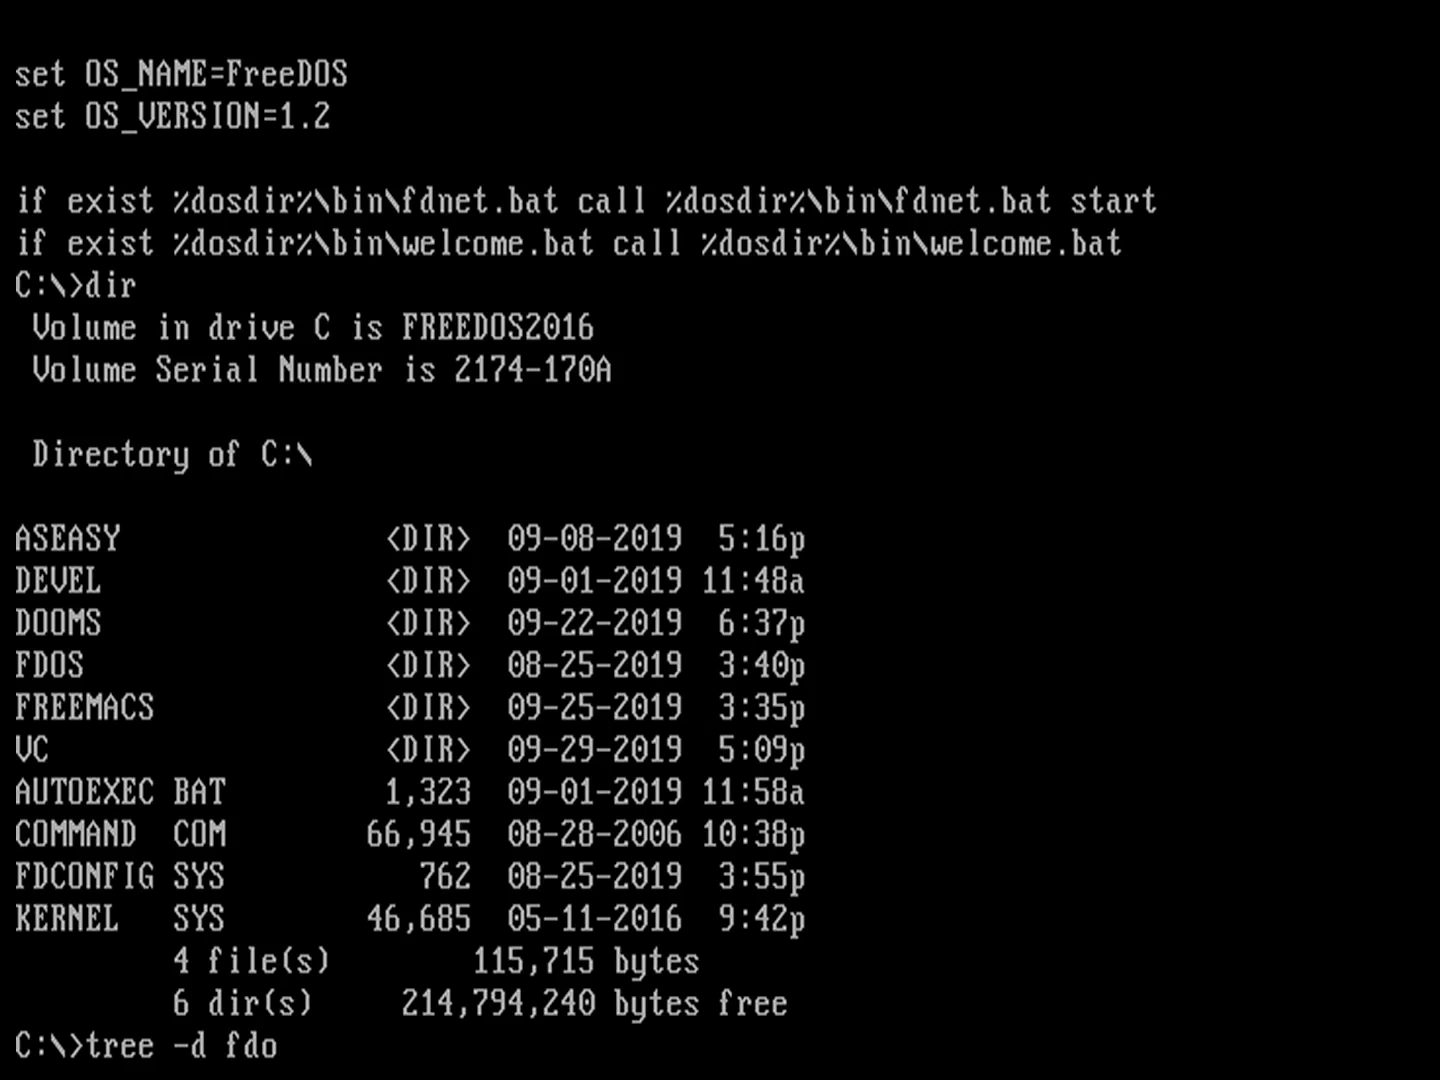 set OS_NAME=FreeDOS
set OS_VERSION=1.2
if exist %dosdir%\bin\fdnet.bat call %dosdir%\bin\fdnet.bat start
if exist %dosdir%\bin\welcome.bat call %dosdir%\bin\welcome.bat
C:\>dir
 Volume in drive C is FREEDOS2016
 Volume Serial Number is 2174-170A
 Directory of C:\
ASEASY               <DIR>  09-08-2019  5:16p
DEVEL                <DIR>  09-01-2019 11:48a
DOOMS                <DIR>  09-22-2019  6:37p
FDOS                 <DIR>  08-25-2019  3:40p
FREEMACS             <DIR>  09-25-2019  3:35p
VC                   <DIR>  09-29-2019  5:09p
AUTOEXEC BAT         1,323  09-01-2019 11:58a
COMMAND  COM        66,945  08-28-2006 10:38p
FDCONFIG SYS           762  08-25-2019  3:55p
KERNEL   SYS        46,685  05-11-2016  9:42p
         4 file(s)        115,715 bytes
         6 dir(s)     214,794,240 bytes free
C:\>tree -d fdo